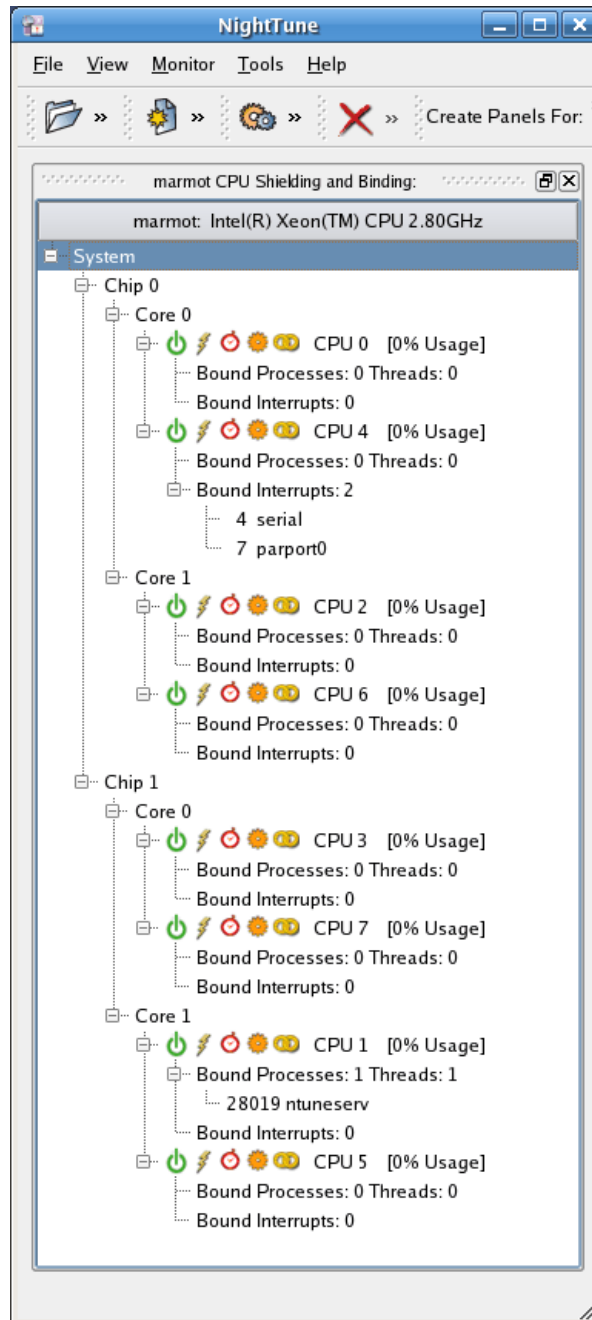 NightTune
File View Monitor Tools Help
» » » » Create Panels For:
marmot CPU Shielding and Binding:
marmot: Intel(R) Xeon(TM) CPU 2.80GHz
System
Chip 0
Core 0
CPU 0 [0% Usage]
Bound Processes: 0 Threads: 0
Bound Interrupts: 0
CPU 4 [0% Usage]
Bound Processes: 0 Threads: 0
Bound Interrupts: 2
4 serial
7 parport0
Core 1
CPU 2 [0% Usage]
Bound Processes: 0 Threads: 0
Bound Interrupts: 0
CPU 6 [0% Usage]
Bound Processes: 0 Threads: 0
Bound Interrupts: 0
Chip 1
Core 0
CPU 3 [0% Usage]
Bound Processes: 0 Threads: 0
Bound Interrupts: 0
CPU 7 [0% Usage]
Bound Processes: 0 Threads: 0
Bound Interrupts: 0
Core 1
CPU 1 [0% Usage]
Bound Processes: 1 Threads: 1
28019 ntuneserv
Bound Interrupts: 0
CPU 5 [0% Usage]
Bound Processes: 0 Threads: 0
Bound Interrupts: 0